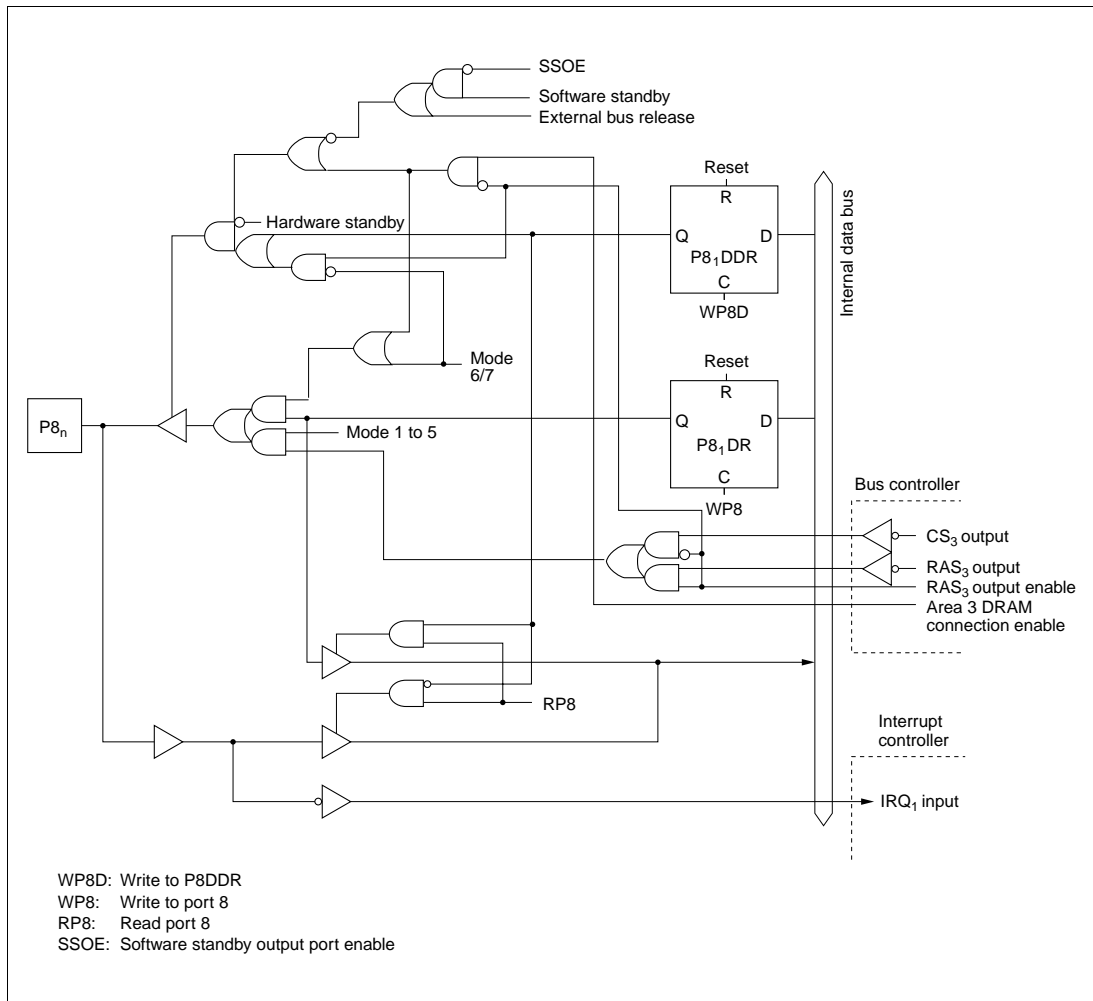 SSOE
Software standby
External bus release
Reset
R
Hardware standby
Q
D
P8₁DDR
C
WP8D
Internal data bus
Mode
6/7
Reset
R
P8ₙ
Q
D
Mode 1 to 5
P8₁DR
C
WP8
Bus controller
CS₃ output
RAS₃ output
RAS₃ output enable
Area 3 DRAM
connection enable
RP8
Interrupt
controller
IRQ₁ input
WP8D: Write to P8DDR
WP8: Write to port 8
RP8: Read port 8
SSOE: Software standby output port enable